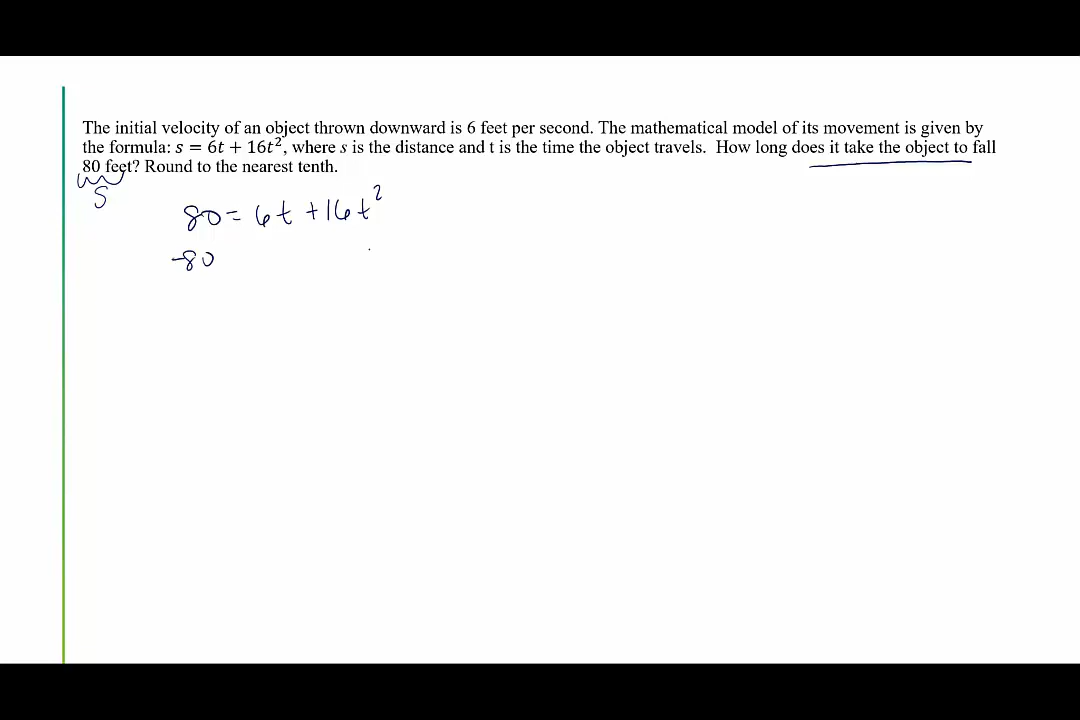 The initial velocity of an object thrown downward is 6 feet per second. The mathematical model of its movement is given by
the formula: s = 6t + 16t², where s is the distance and t is the time the object travels. How long does it take the object to fall
80 feet? Round to the nearest tenth.
S
80 = 6t + 16t²
-80